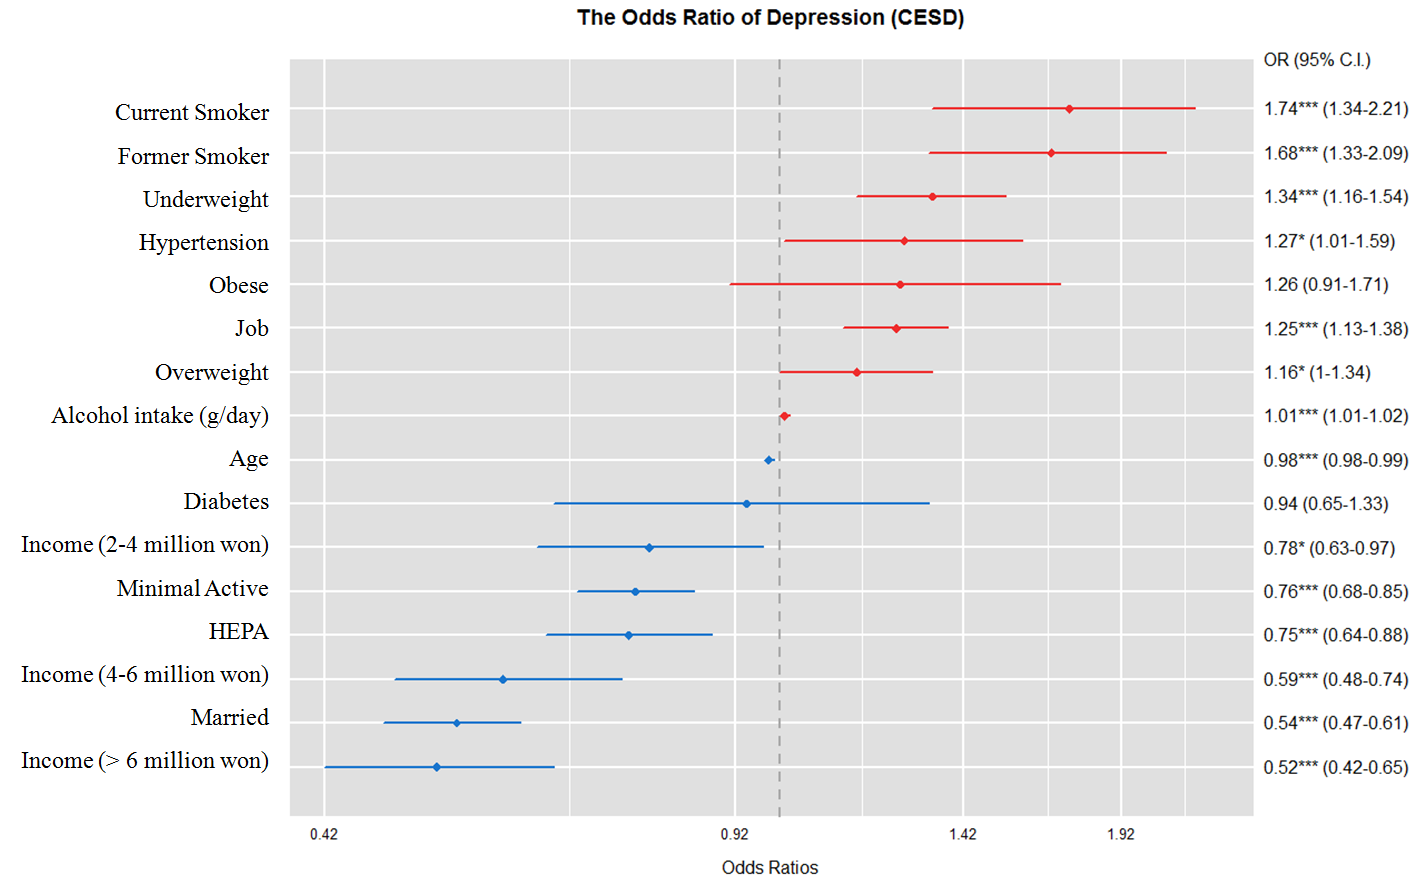 The Odds Ratio of Depression (CESD)
OR (95% C.I.)
Current Smoker 1.74*** (1.34-2.21)
Former Smoker 1.68*** (1.33-2.09)
Underweight 1.34*** (1.16-1.54)
Hypertension 1.27* (1.01-1.59)
Obese 1.26 (0.91-1.71)
Job 1.25*** (1.13-1.38)
Overweight 1.16* (1-1.34)
Alcohol intake (g/day) 1.01*** (1.01-1.02)
Age 0.98*** (0.98-0.99)
Diabetes 0.94 (0.65-1.33)
Income (2-4 million won) 0.78* (0.63-0.97)
Minimal Active 0.76*** (0.68-0.85)
HEPA 0.75*** (0.64-0.88)
Income (4-6 million won) 0.59*** (0.48-0.74)
Married 0.54*** (0.47-0.61)
Income (> 6 million won) 0.52*** (0.42-0.65)
0.42 0.92 1.42 1.92
Odds Ratios